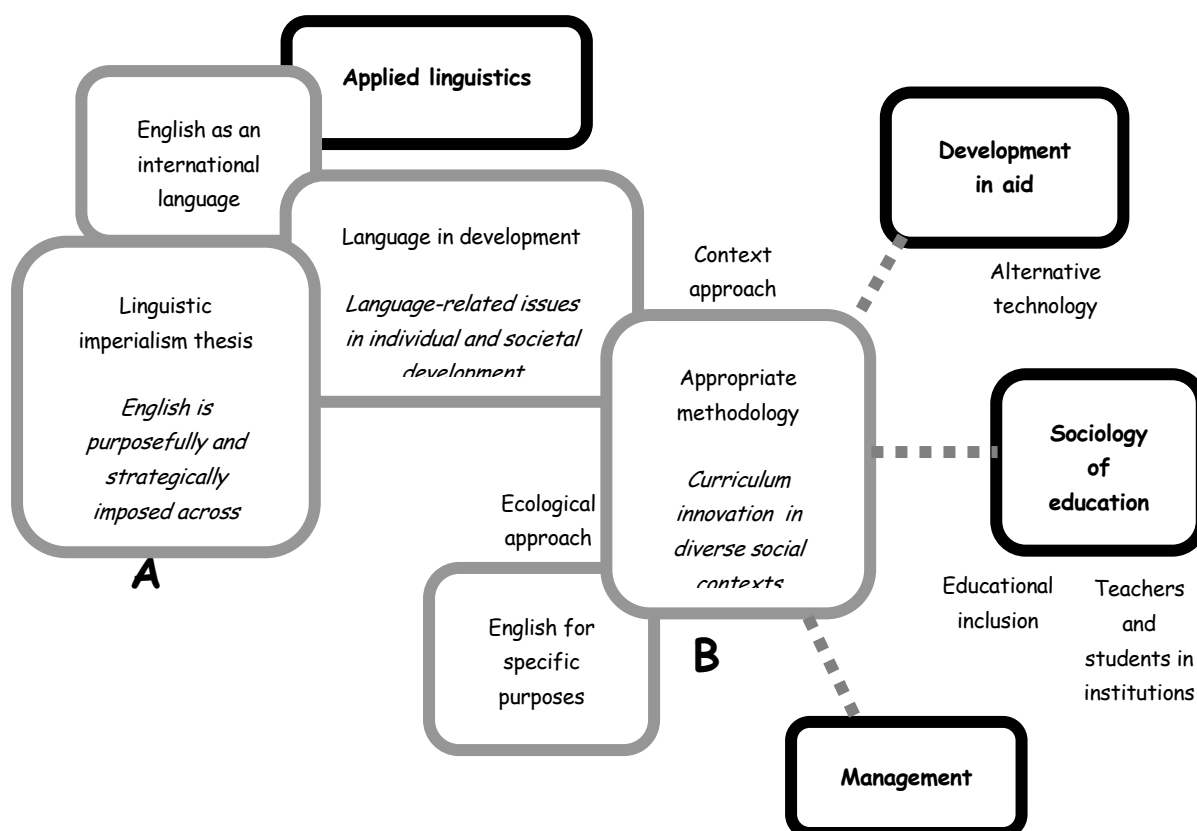 Applied linguistics
English as an
international
language
Development
in aid
Language in development
Language-related issues
in individual and societal
development
Context
approach
Alternative
technology
Linguistic
imperialism thesis
English is
purposefully and
strategically
imposed across
A
Appropriate
methodology
Curriculum
innovation in
diverse social
contexts
Sociology
of
education
Ecological
approach
Educational
inclusion
Teachers
and
students in
institutions
English for
specific
purposes
B
Management